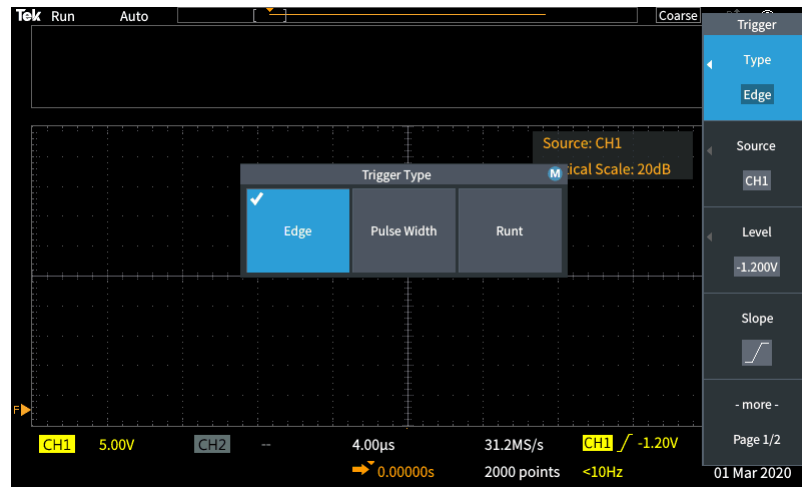 Tek Run Auto [ ] Coarse
Trigger
Type
Edge
Source
CH1
Level
-1.200V
Slope
- more -
Page 1/2
Source: CH1
ical Scale: 20dB
Trigger Type M
Edge Pulse Width Runt
F
CH1 5.00V CH2 -- 4.00µs 31.2MS/s CH1 -1.20V
0.00000s 2000 points <10Hz 01 Mar 2020